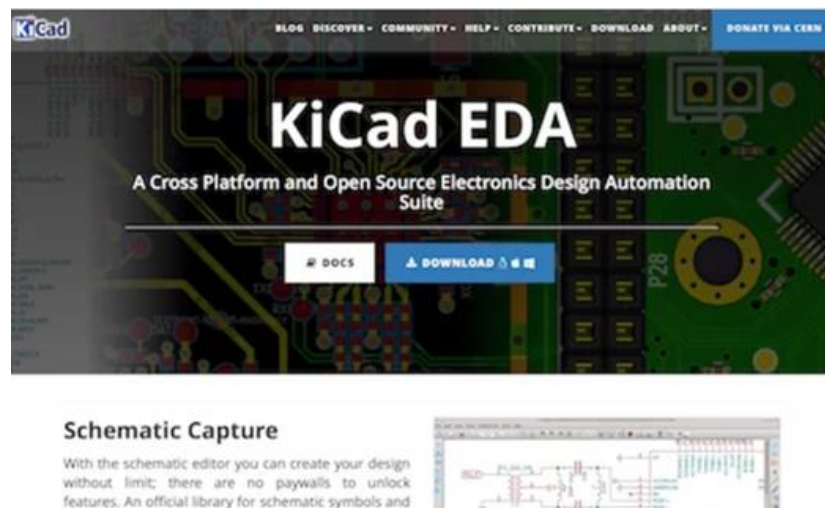 KiCad
BLOG DISCOVER COMMUNITY HELP CONTRIBUTE DOWNLOAD ABOUT DONATE VIA CERN
KiCad EDA
A Cross Platform and Open Source Electronics Design Automation
Suite
DOCS DOWNLOAD
P28
Schematic Capture
With the schematic editor you can create your design
without limit; there are no paywalls to unlock
features. An official library for schematic symbols and